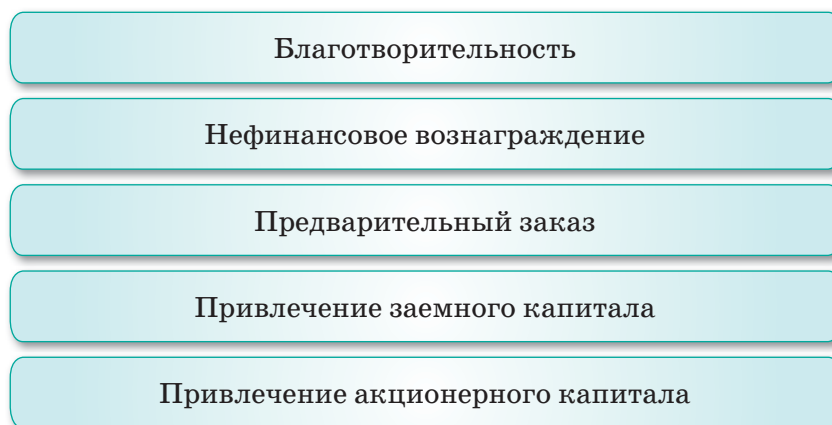 Благотворительность
Нефинансовое вознаграждение
Предварительный заказ
Привлечение заемного капитала
Привлечение акционерного капитала